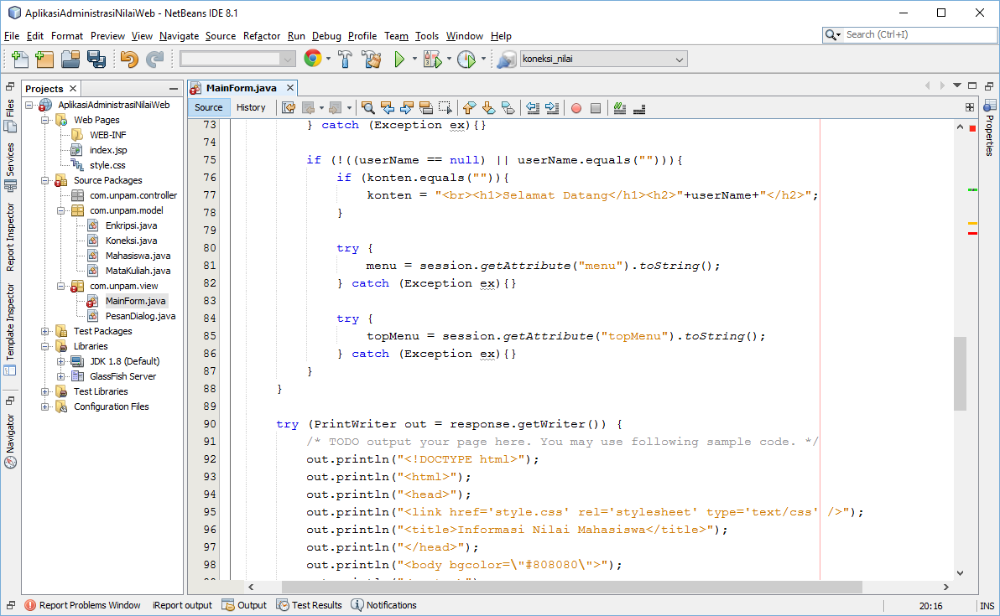 AplikasiAdministrasiNilaiWeb - NetBeans IDE 8.1
File Edit Format Preview View Navigate Source Refactor Run Debug Profile Team Tools Window Help
Search (Ctrl+I)
koneksi_nilai
Files
Services
Report Inspector
Template Inspector
Navigator
Projects
AplikasiAdministrasiNilaiWeb
Web Pages
WEB-INF
index.jsp
style.css
Source Packages
com.unpam.controller
com.unpam.model
Enkripsi.java
Koneksi.java
Mahasiswa.java
MataKuliah.java
com.unpam.view
MainForm.java
PesanDialog.java
Test Packages
Libraries
JDK 1.8 (Default)
GlassFish Server
Test Libraries
Configuration Files
MainForm.java
Source History
73 } catch (Exception ex){}
74
75 if (!((userName == null) || userName.equals(""))){
76 if (konten.equals("")){
77 konten = "<br><h1>Selamat Datang</h1><h2>"+userName+"</h2>";
78 }
79
80 try {
81 menu = session.getAttribute("menu").toString();
82 } catch (Exception ex){}
83
84 try {
85 topMenu = session.getAttribute("topMenu").toString();
86 } catch (Exception ex){}
87 }
88 }
89
90 try (PrintWriter out = response.getWriter()) {
91 /* TODO output your page here. You may use following sample code. */
92 out.println("<!DOCTYPE html>");
93 out.println("<html>");
94 out.println("<head>");
95 out.println("<link href='style.css' rel='stylesheet' type='text/css' />");
96 out.println("<title>Informasi Nilai Mahasiswa</title>");
97 out.println("</head>");
98 out.println("<body bgcolor=\"#808080\">");
Properties
Report Problems Window iReport output Output Test Results Notifications
20:16 INS